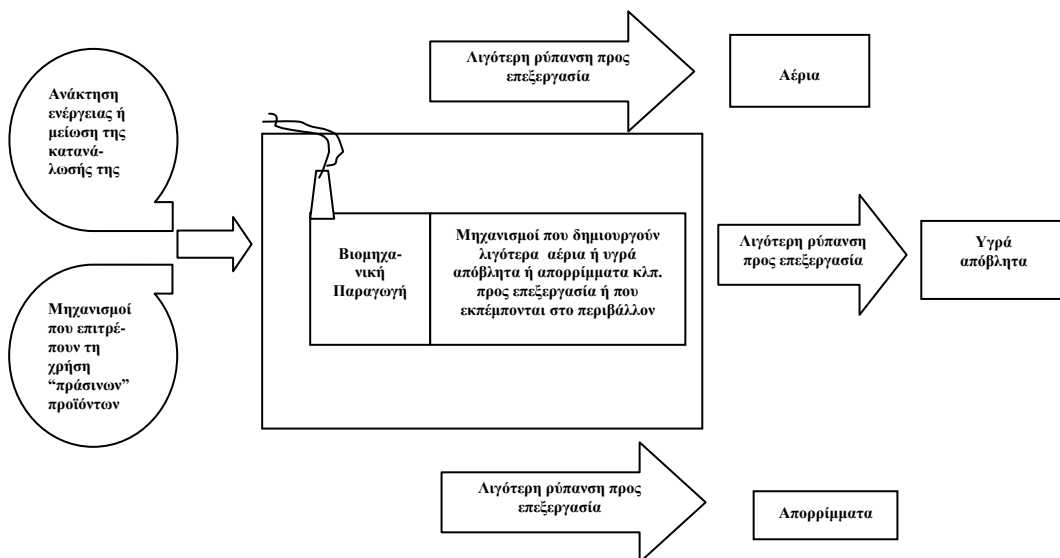 Λιγότερη ρύπανση προς
επεξεργασία
Αέρια
Ανάκτηση
ενέργειας ή
μείωση της
κατανά-
λωσής της
Βιομηχα-
νική
Παραγωγή
Μηχανισμοί που δημιουργούν
λιγότερα αέρια ή υγρά
απόβλητα ή απορρίμματα κλπ.
προς επεξεργασία ή που
εκπέμπονται στο περιβάλλον
Λιγότερη ρύπανση
προς επεξεργασία
Υγρά
απόβλητα
Μηχανισμοί
που επιτρέ-
πουν τη
χρήση
“πράσινων”
προϊόντων
Λιγότερη ρύπανση προς
επεξεργασία
Απορρίμματα